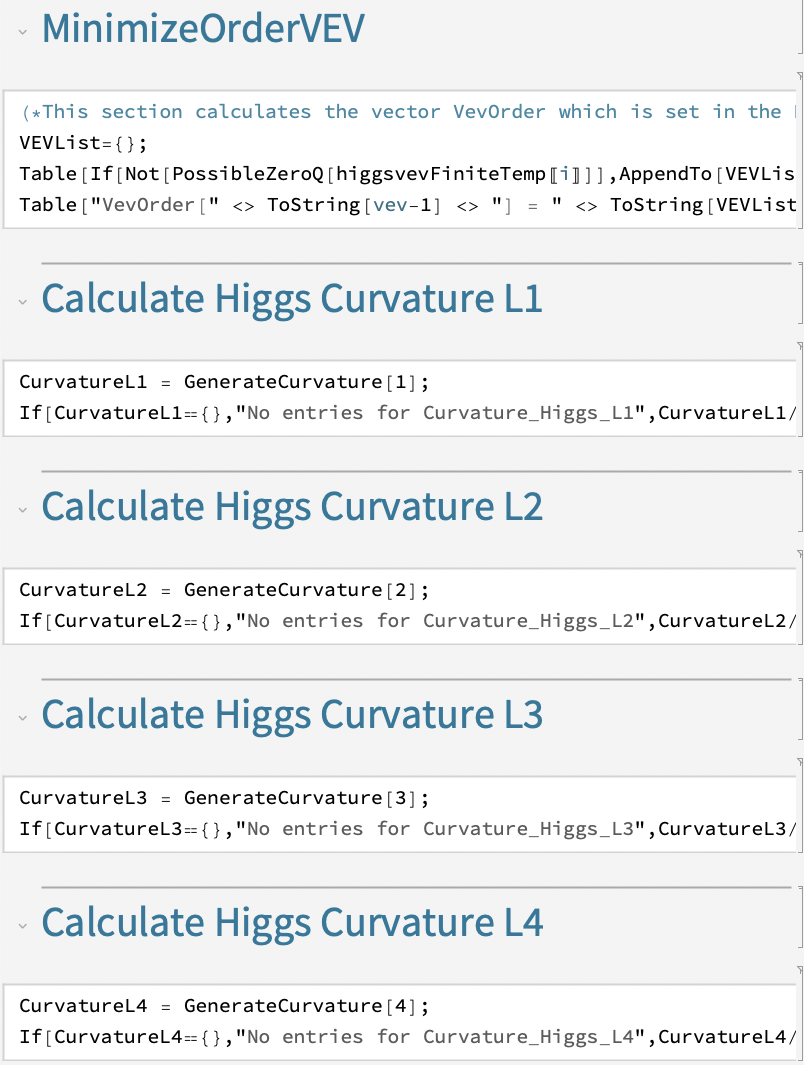 MinimizeOrderVEV
(*This section calculates the vector VevOrder which is set in the
VEVList={};
Table[If[Not[PossibleZeroQ[higgsvevFiniteTemp[[i]]]],AppendTo[VEVLis
Table["VevOrder[" <> ToString[vev-1] <> "] = " <> ToString[VEVList
Calculate Higgs Curvature L1
CurvatureL1 = GenerateCurvature[1];
If[CurvatureL1=={},"No entries for Curvature_Higgs_L1",CurvatureL1/
Calculate Higgs Curvature L2
CurvatureL2 = GenerateCurvature[2];
If[CurvatureL2=={},"No entries for Curvature_Higgs_L2",CurvatureL2/
Calculate Higgs Curvature L3
CurvatureL3 = GenerateCurvature[3];
If[CurvatureL3=={},"No entries for Curvature_Higgs_L3",CurvatureL3/
Calculate Higgs Curvature L4
CurvatureL4 = GenerateCurvature[4];
If[CurvatureL4=={},"No entries for Curvature_Higgs_L4",CurvatureL4/